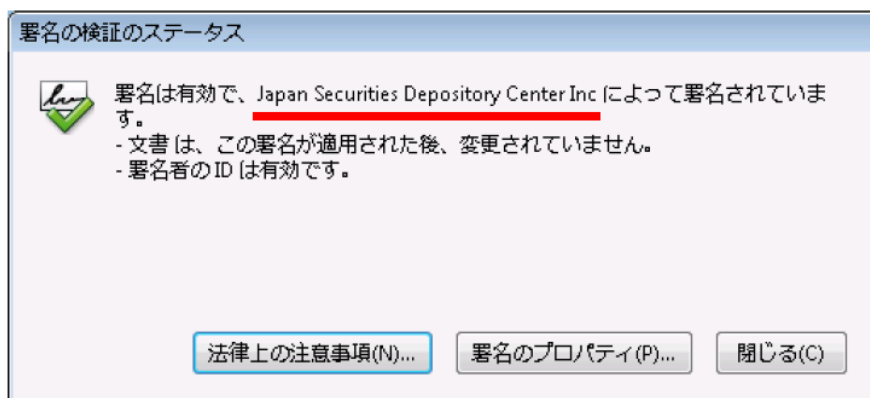 署名の検証のステータス
署名は有効で、Japan Securities Depository Center Inc によって署名されていま
す。
- 文書 は、この署名が適用された後、変更されていません。
- 署名者の ID は有効です。
法律上の注意事項(N)...
署名のプロパティ(P)...
閉じる(C)